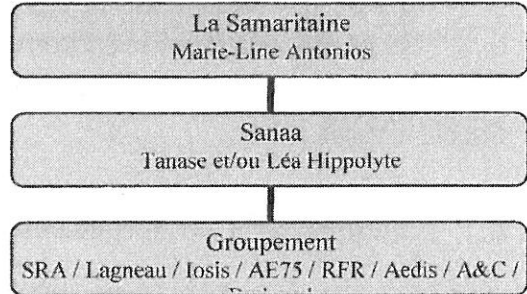 La Samaritaine
Marie-Line Antonios
Sanaa
Tanase et/ou Léa Hippolyte
Groupement
SRA / Lagneau / Iosis / AE75 / RFR / Aedis / A&C /